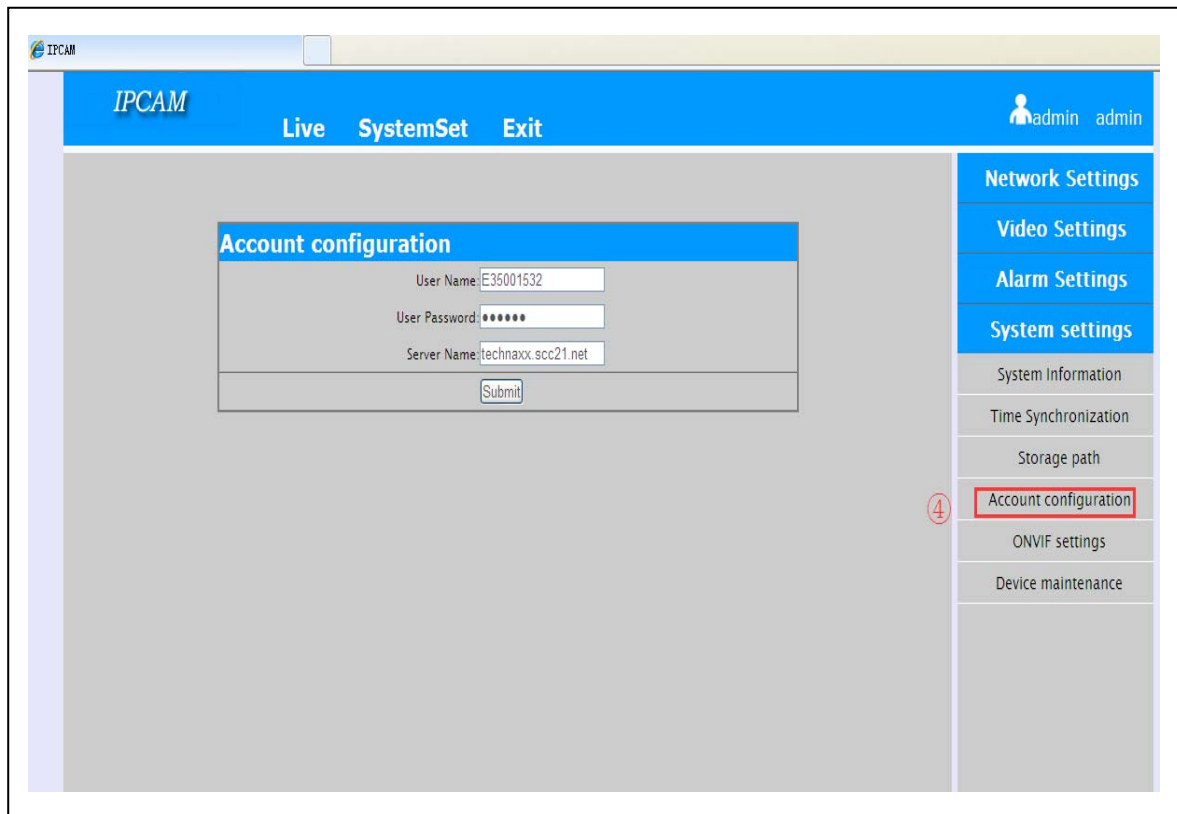 IPCAM
IPCAM
Live SystemSet Exit
admin admin
Network Settings
Video Settings
Alarm Settings
System settings
System Information
Time Synchronization
Storage path
④ Account configuration
ONVIF settings
Device maintenance
Account configuration
User Name: E35001532
User Password: ●●●●●●
Server Name: technaxx.scc21.net
Submit